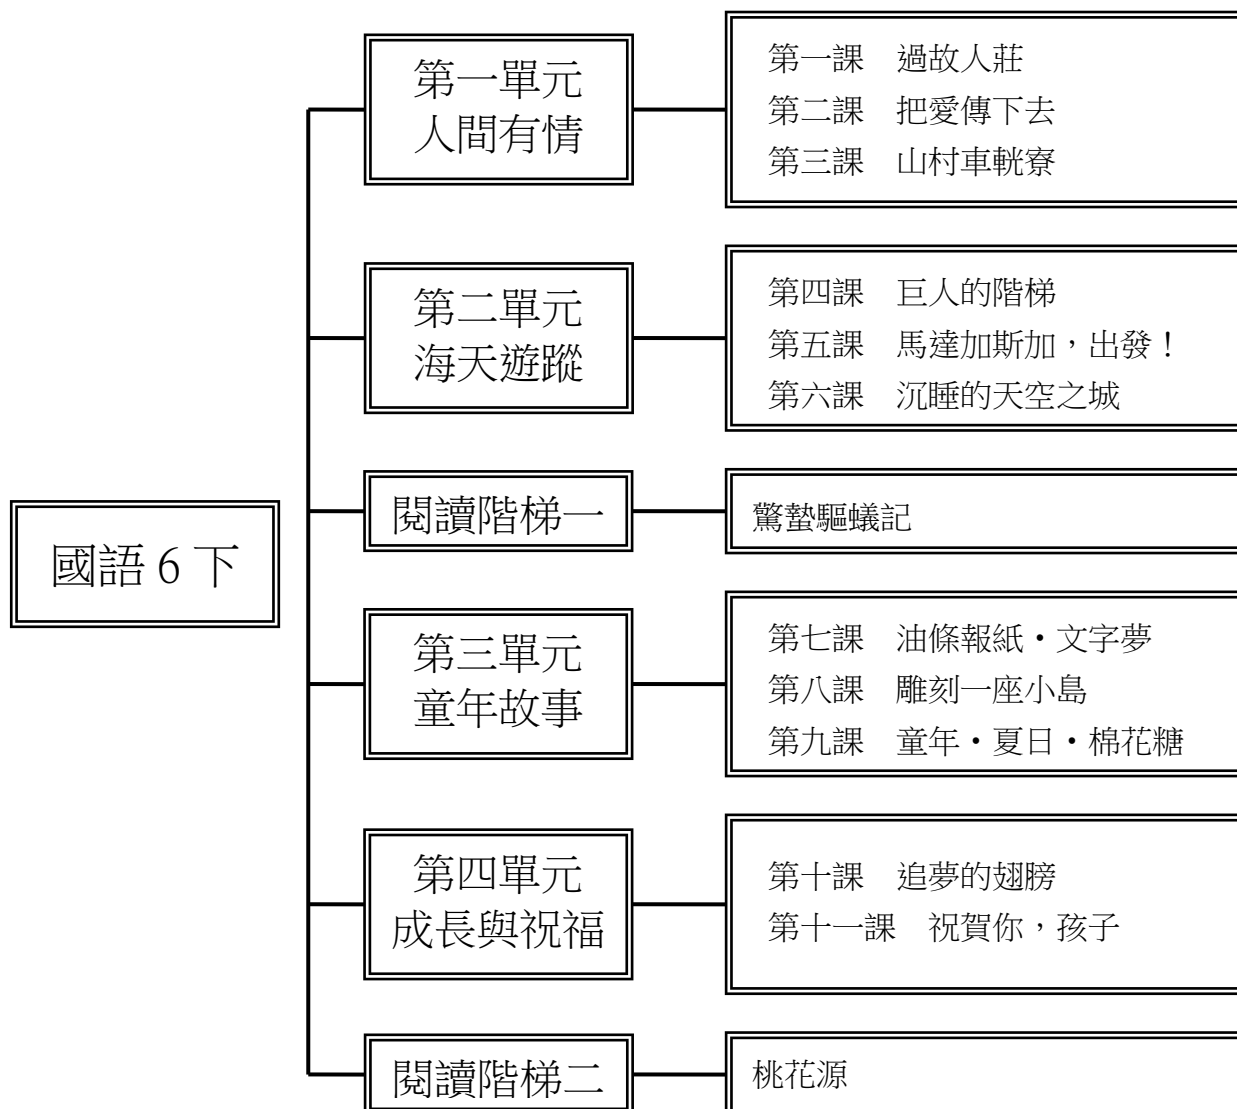 國語 6 下
第一單元
人間有情
第一課　過故人莊
第二課　把愛傳下去
第三課　山村車輄寮
第二單元
海天遊蹤
第四課　巨人的階梯
第五課　馬達加斯加，出發！
第六課　沉睡的天空之城
閱讀階梯一
驚蟄驅蟻記
第三單元
童年故事
第七課　油條報紙・文字夢
第八課　雕刻一座小島
第九課　童年・夏日・棉花糖
第四單元
成長與祝福
第十課　追夢的翅膀
第十一課　祝賀你，孩子
閱讀階梯二
桃花源